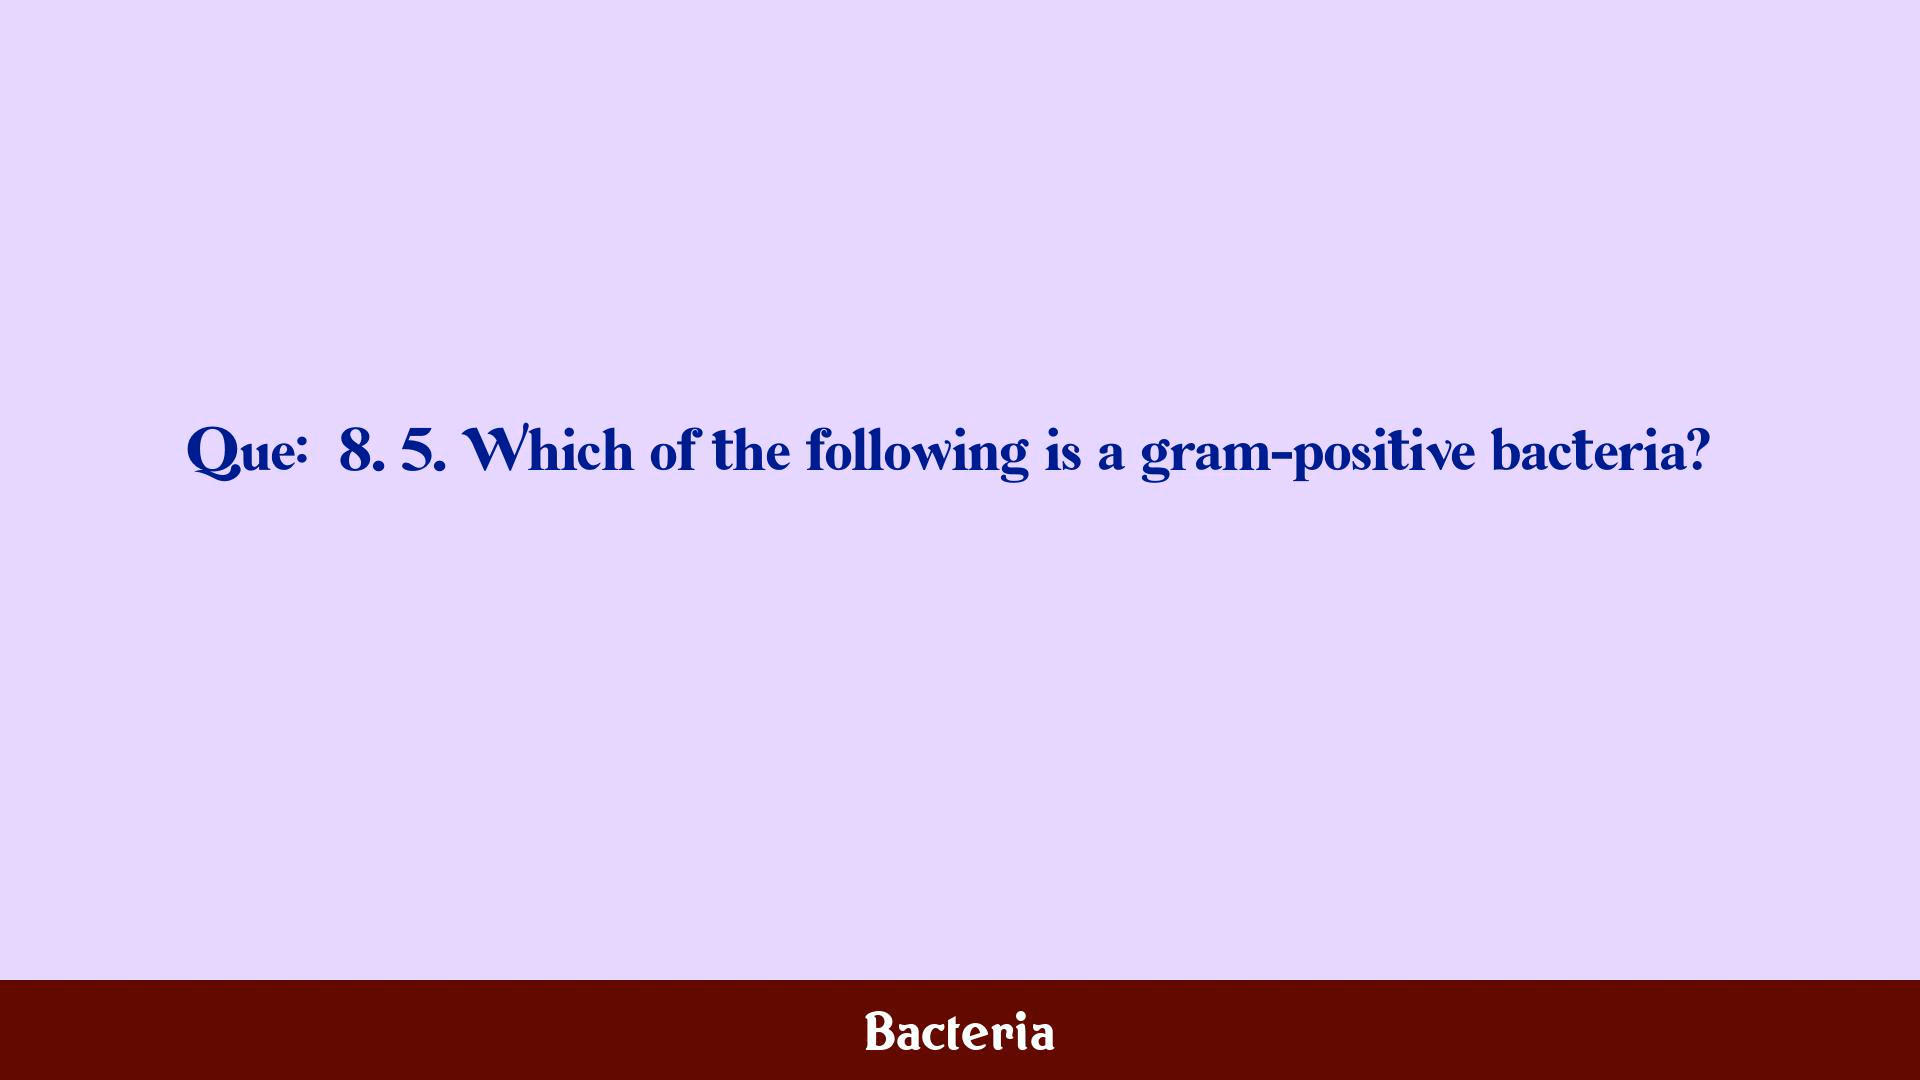 Que: 8. 5. Which of the following is a gram-positive bacteria?
Bacteria